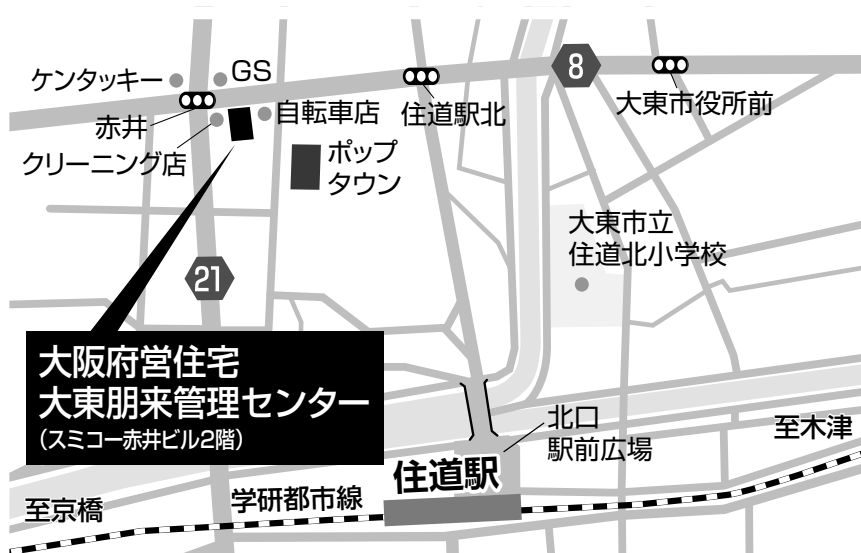 ケンタッキー
GS
8
赤井
自転車店
住道駅北
大東市役所前
クリーニング店
ポップ
タウン
大東市立
住道北小学校
21
大阪府営住宅
大東朋来管理センター
(スミコー赤井ビル2階)
北口
駅前広場
至木津
住道駅
学研都市線
至京橋